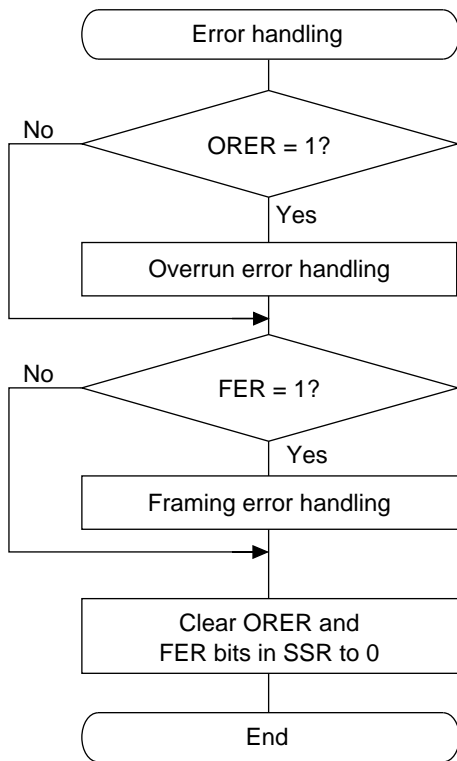 Error handling
No
ORER = 1?
Yes
Overrun error handling
No
FER = 1?
Yes
Framing error handling
Clear ORER and
FER bits in SSR to 0
End